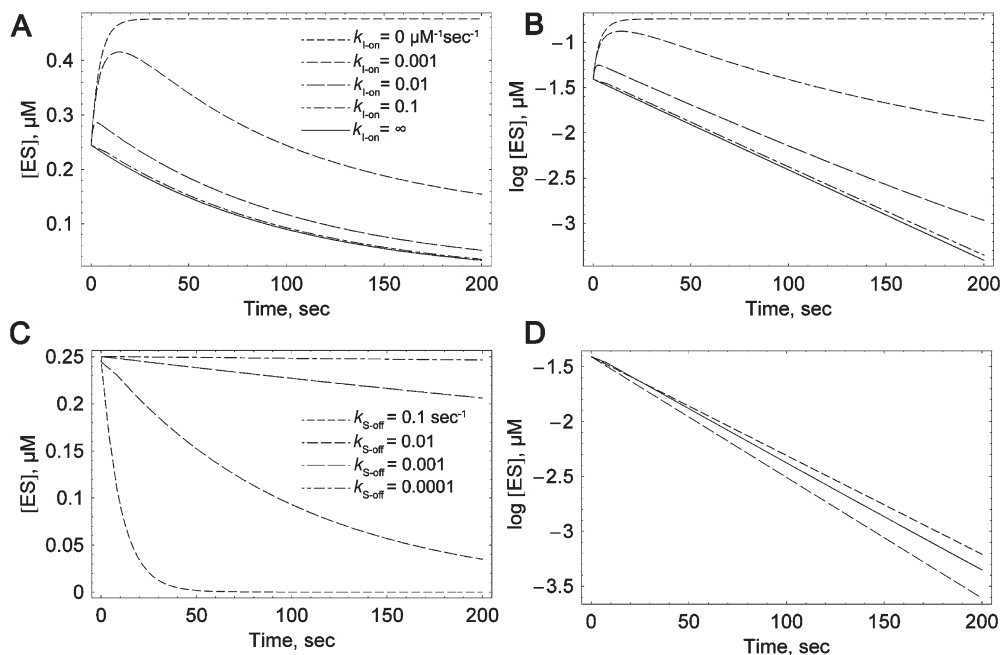 A
[ES], µM
0.4
0.3
0.2
0.1
0
50
100
150
200
Time, sec
kI-on = 0 µM-1sec-1
kI-on = 0.001
kI-on = 0.01
kI-on = 0.1
kI-on = ∞
B
log [ES], µM
−1
−1.5
−2
−2.5
−3
0
50
100
150
200
Time, sec
C
[ES], µM
0.25
0.2
0.15
0.1
0.05
0
0
50
100
150
200
Time, sec
kS-off = 0.1 sec-1
kS-off = 0.01
kS-off = 0.001
kS-off = 0.0001
D
log [ES], µM
−1.5
−2
−2.5
−3
−3.5
0
50
100
150
200
Time, sec